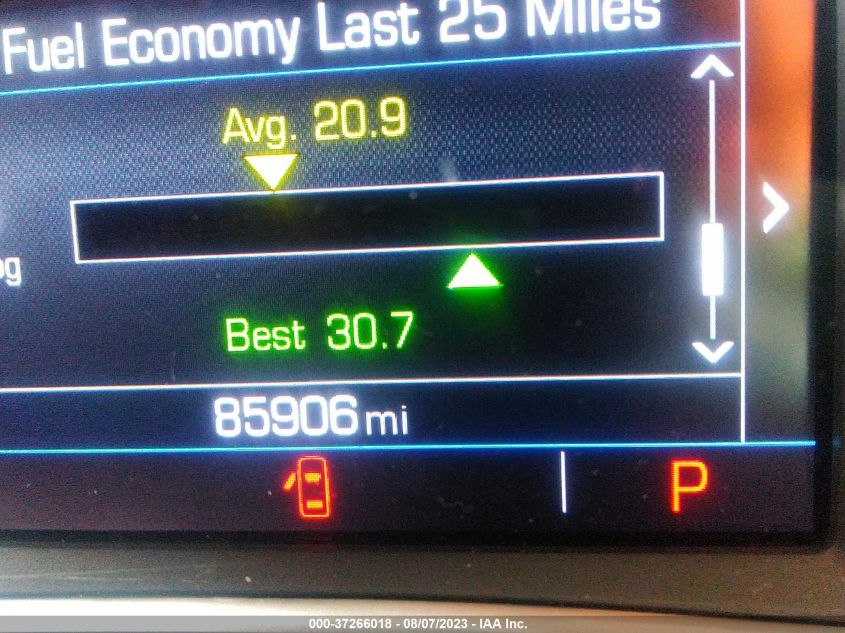 Fuel Economy Last 25 Miles
Avg. 20.9
Best 30.7
85906 mi
P
000-37266018 - 08/07/2023 - IAA Inc.